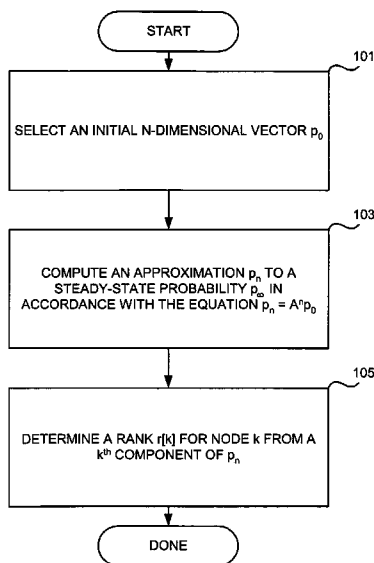 START
101
SELECT AN INITIAL N-DIMENSIONAL VECTOR p₀
103
COMPUTE AN APPROXIMATION pₙ TO A
STEADY-STATE PROBABILITY p∞ IN
ACCORDANCE WITH THE EQUATION pₙ = Aⁿp₀
105
DETERMINE A RANK r[k] FOR NODE k FROM A
kᵗʰ COMPONENT OF pₙ
DONE